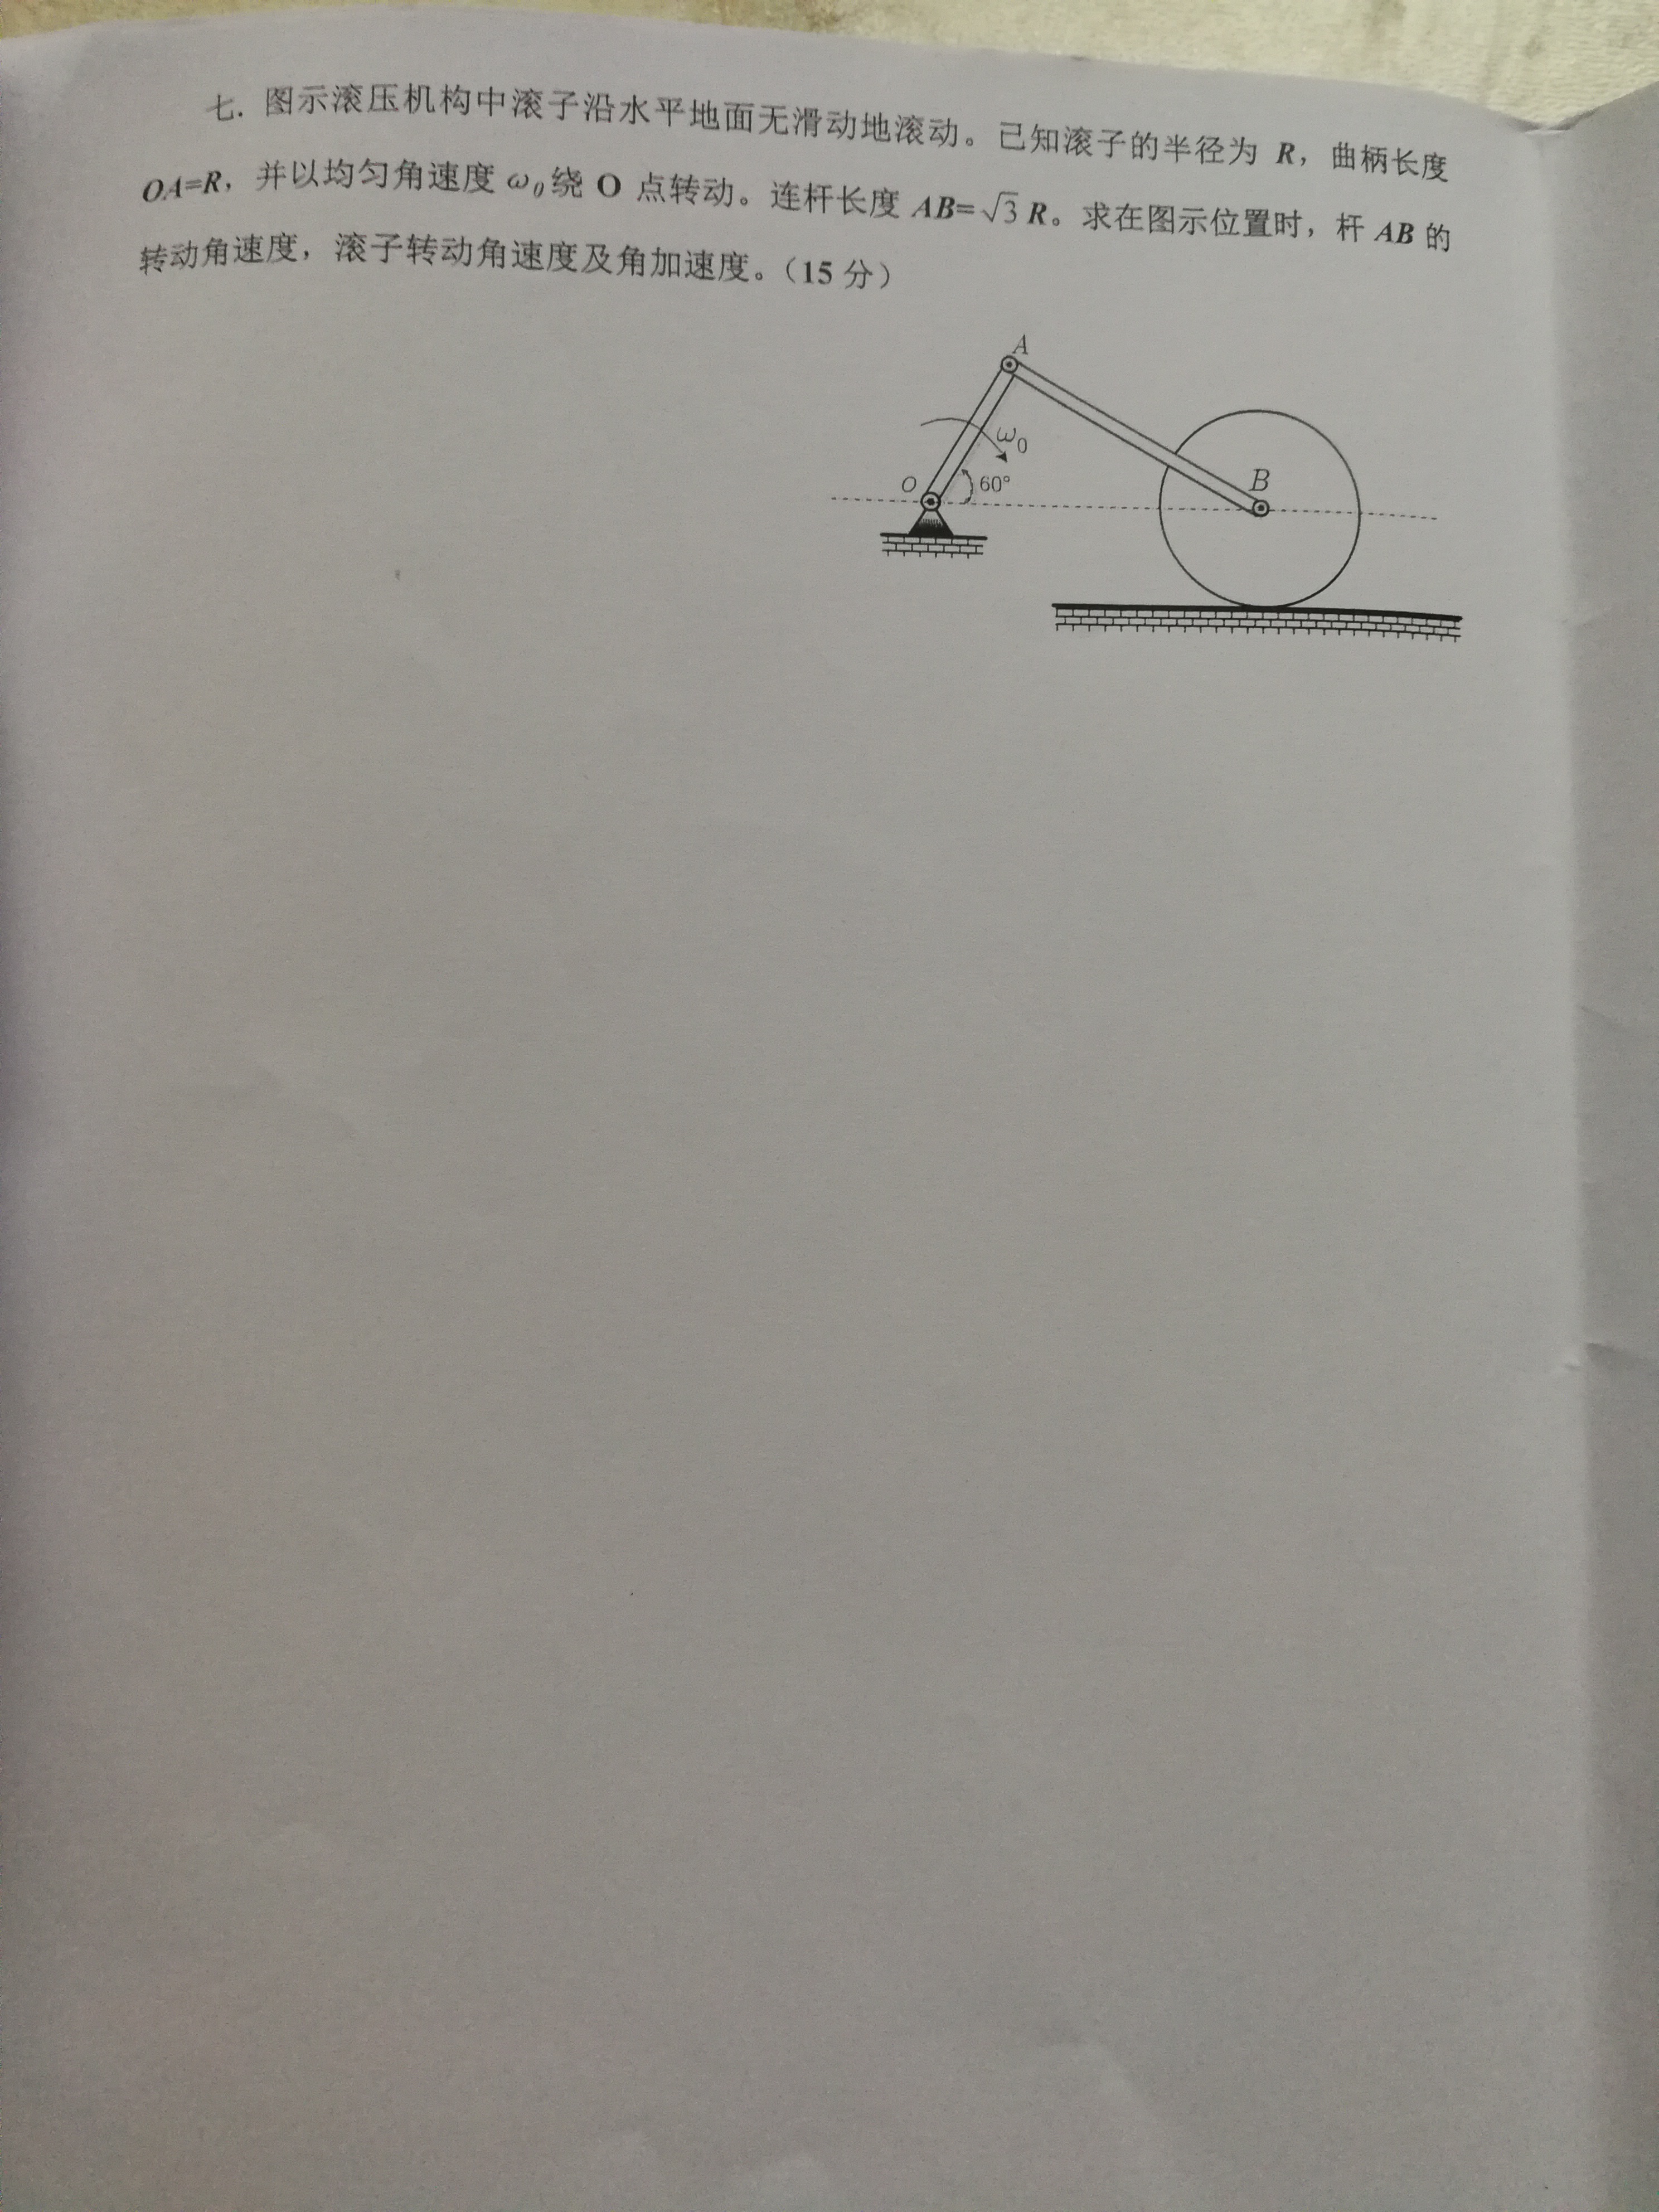 七. 图示滚压机构中滚子沿水平地面无滑动地滚动。已知滚子的半径为 R，曲柄长度
OA=R，并以均匀角速度 ω₀ 绕 O 点转动。连杆长度 AB=√3 R。求在图示位置时，杆 AB 的
转动角速度，滚子转动角速度及角加速度。（15 分）
A
ω₀
O
60°
B